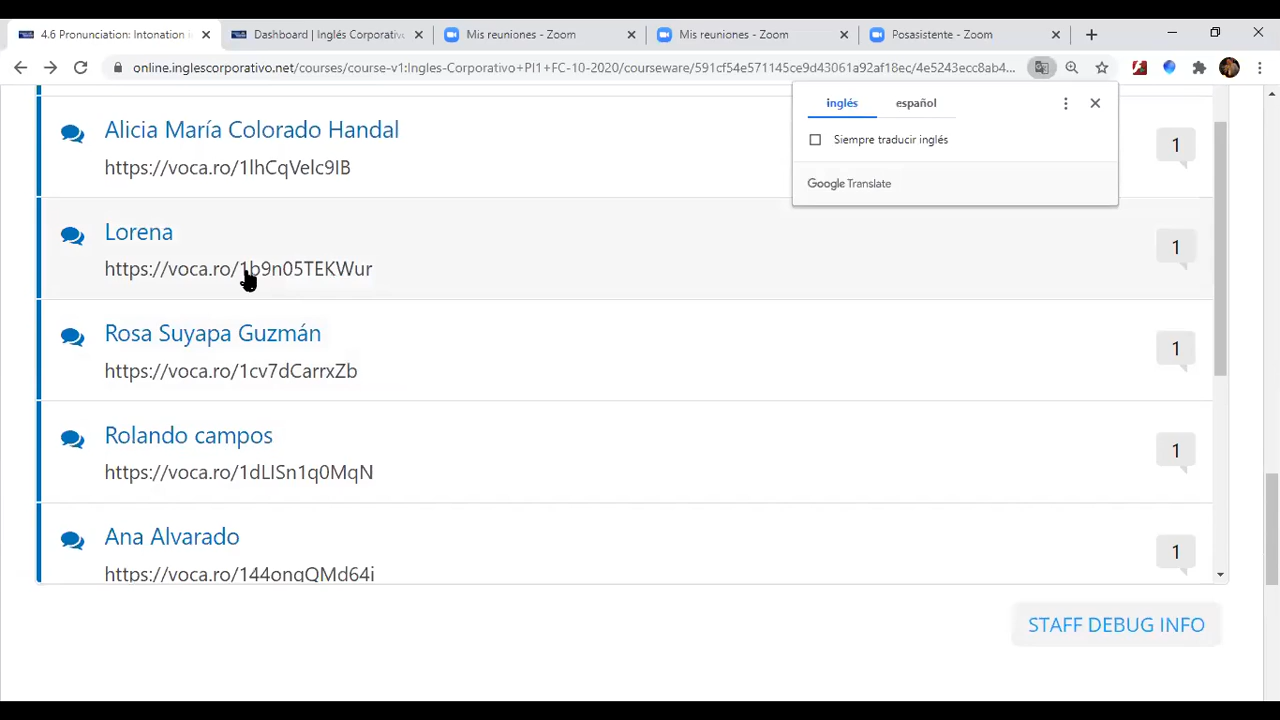 4.6 Pronunciation: Intonation i
Dashboard | Inglés Corporativo
Mis reuniones - Zoom
Mis reuniones - Zoom
Posasistente - Zoom
online.inglescorporativo.net/courses/course-v1:Ingles-Corporativo+PI1+FC-10-2020/courseware/591cf54e571145ce9d43061a92af18ec/4e5243ecc8ab4...
inglés español
Siempre traducir inglés
Google Translate
Alicia María Colorado Handal
https://voca.ro/1lhCqVelc9IB
1
Lorena
https://voca.ro/1b9n05TEKWur
1
Rosa Suyapa Guzmán
https://voca.ro/1cv7dCarrxZb
1
Rolando campos
https://voca.ro/1dLISn1q0MqN
1
Ana Alvarado
https://voca.ro/144onqQMd64i
1
STAFF DEBUG INFO